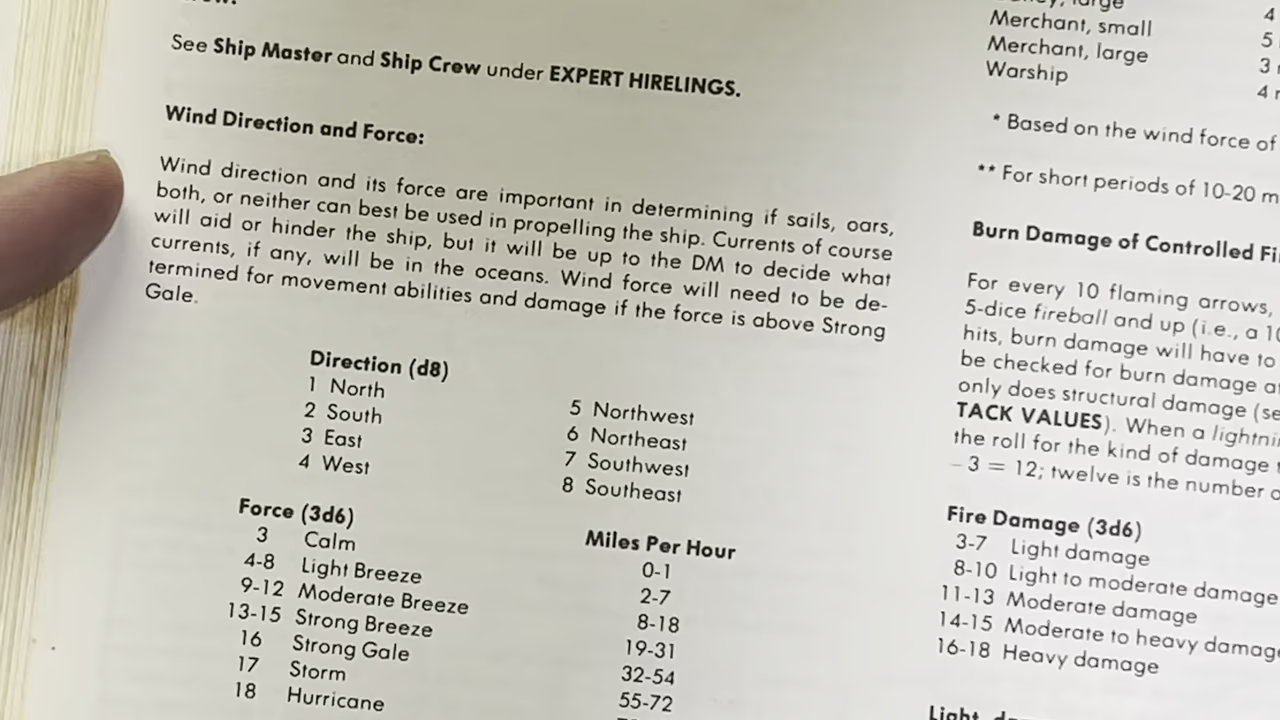 See Ship Master and Ship Crew under EXPERT HIRELINGS.
Wind Direction and Force:
Wind direction and its force are important in determining if sails, oars,
both, or neither can best be used in propelling the ship. Currents of course
will aid or hinder the ship, but it will be up to the DM to decide what
currents, if any, will be in the oceans. Wind force will need to be de-
termined for movement abilities and damage if the force is above Strong
Gale.
Direction (d8)
1 North
2 South
3 East
4 West
5 Northwest
6 Northeast
7 Southwest
8 Southeast
Force (3d6) Miles Per Hour
3 Calm 0-1
4-8 Light Breeze 2-7
9-12 Moderate Breeze 8-18
13-15 Strong Breeze 19-31
16 Strong Gale 32-54
17 Storm 55-72
18 Hurricane
large 4
Merchant, small 5
Merchant, large 3
Warship 4
* Based on the wind force of
** For short periods of 10-20
Burn Damage of Controlled
For every 10 flaming arrows,
5-dice fireball and up (i.e., a
hits, burn damage will have to
be checked for burn damage
only does structural damage
TACK VALUES). When a
the roll for the kind of damage
– 3 = 12; twelve is the number
Fire Damage (3d6)
3-7 Light damage
8-10 Light to moderate damage
11-13 Moderate damage
14-15 Moderate to heavy
16-18 Heavy damage
Light